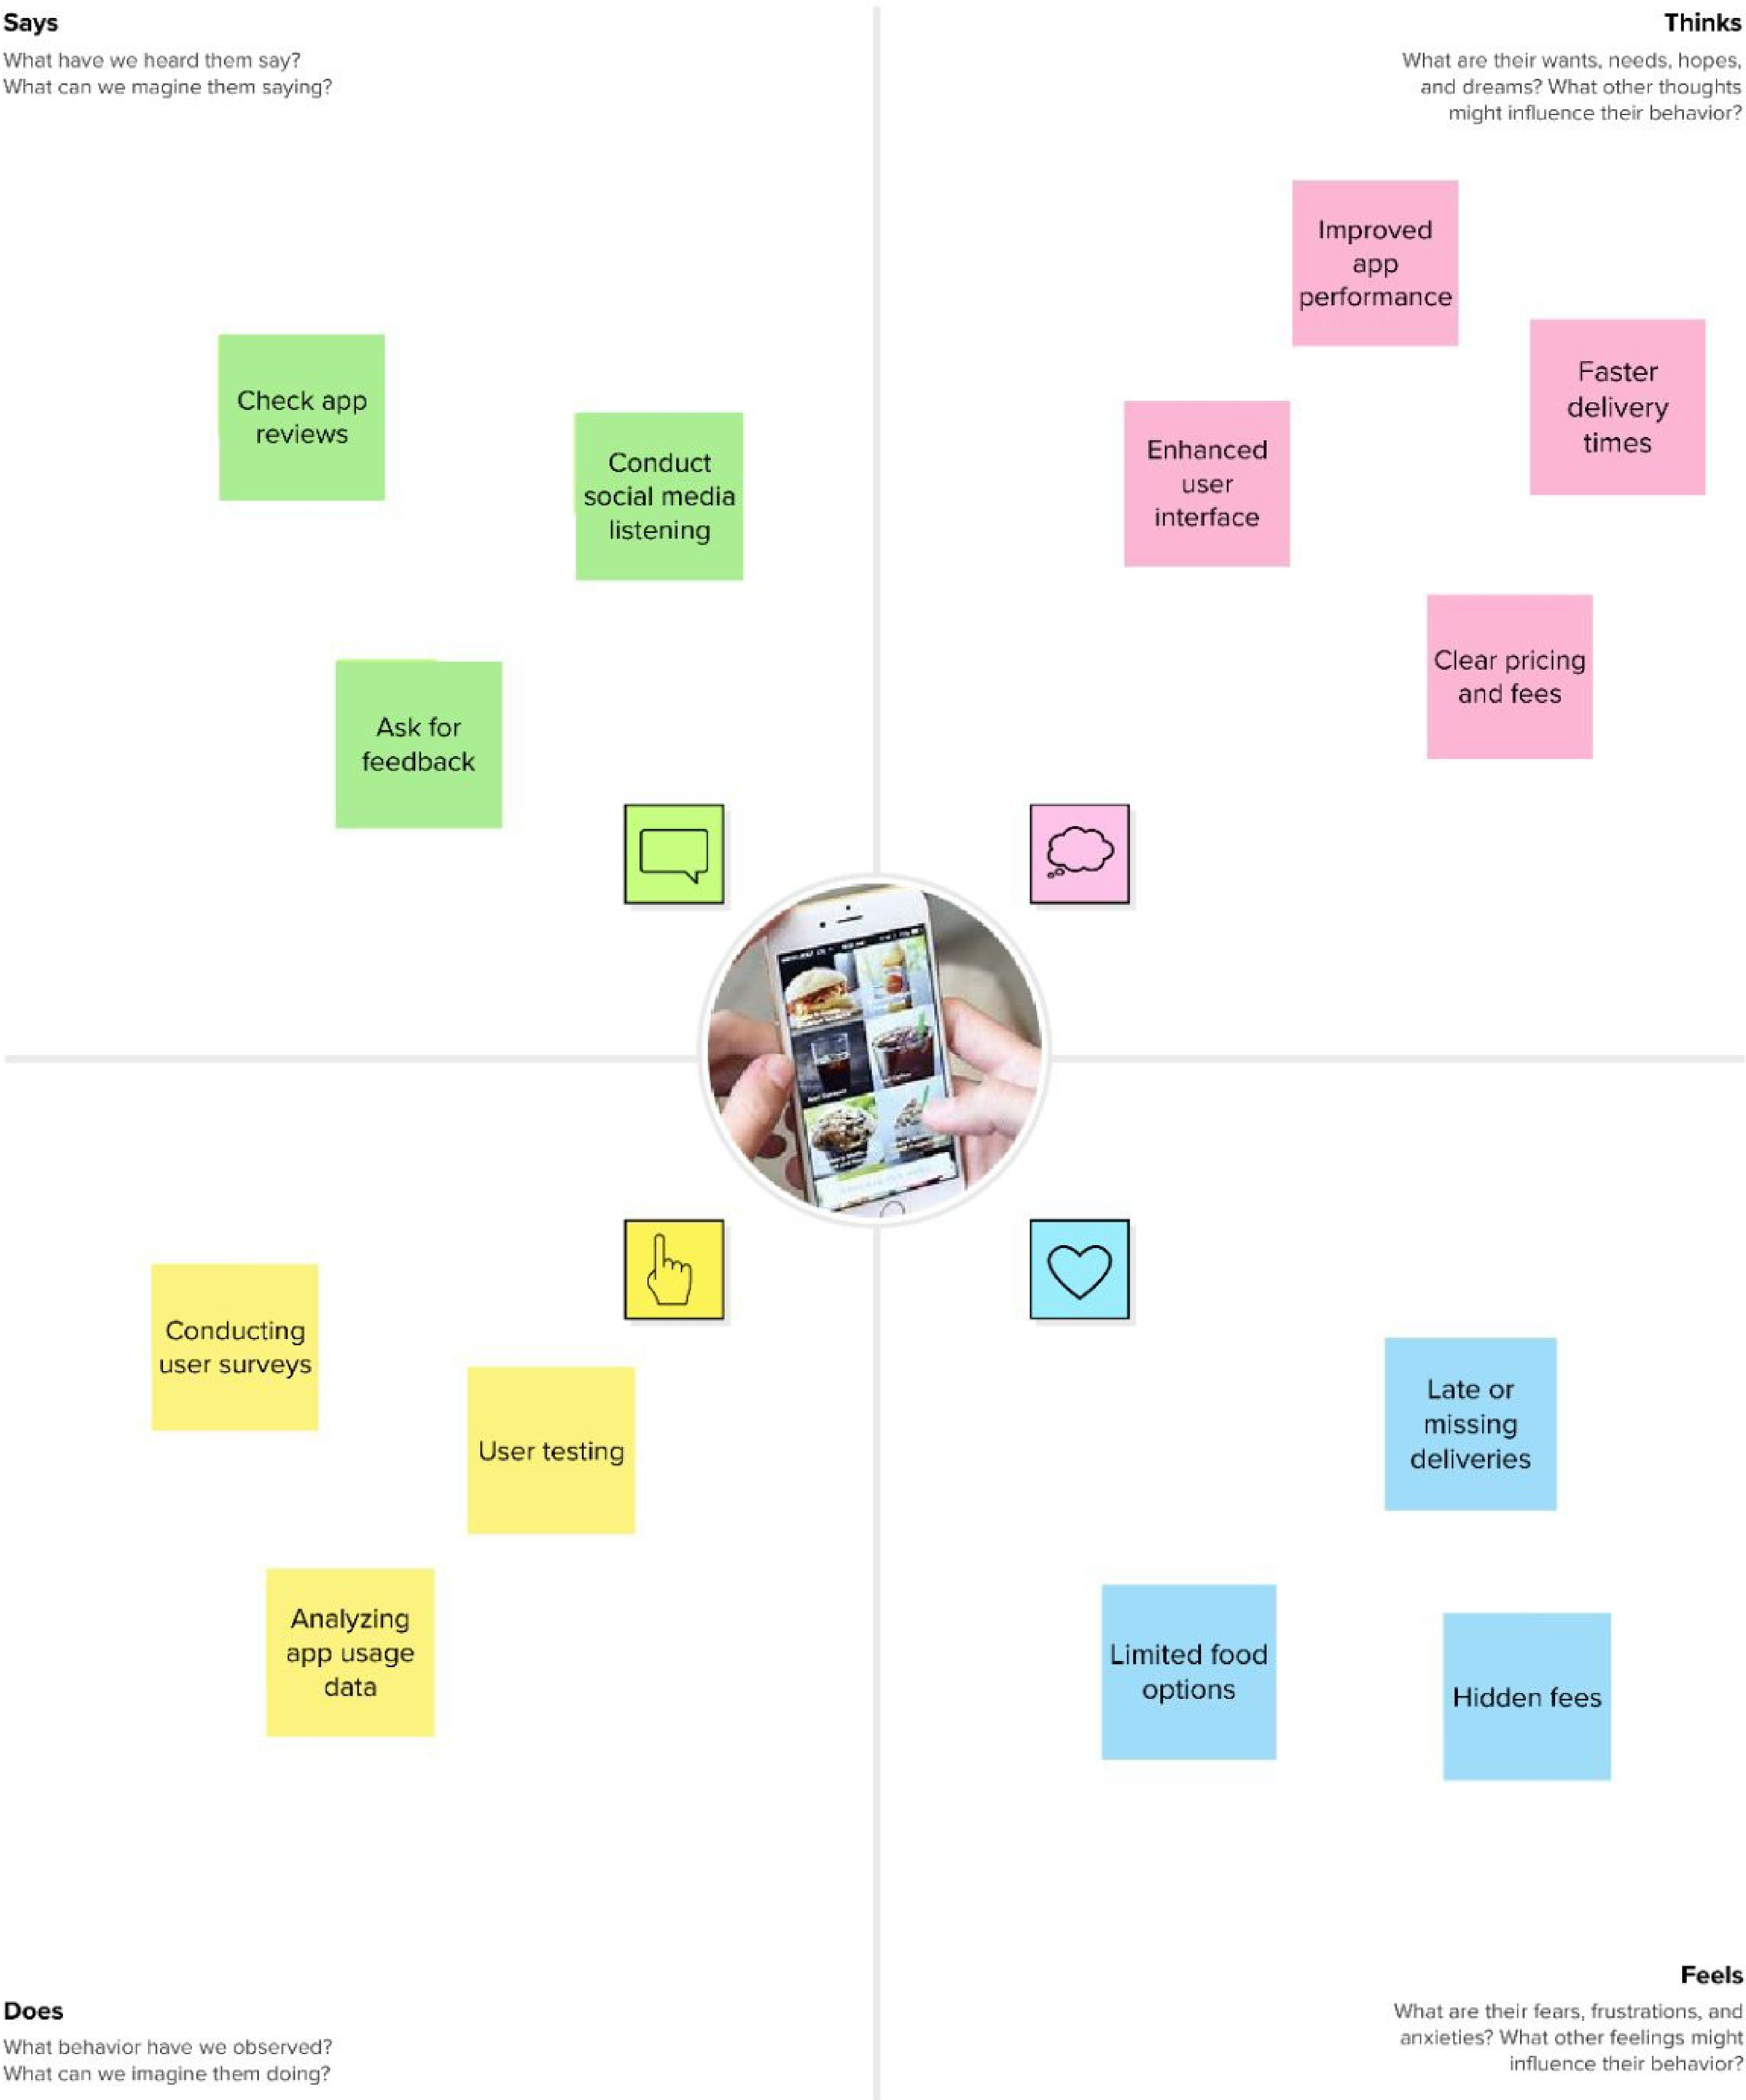 Says
What have we heard them say?
What can we magine them saying?
Thinks
What are their wants, needs, hopes,
and dreams? What other thoughts
might influence their behavior?
Check app
reviews
Conduct
social media
listening
Ask for
feedback
Improved
app
performance
Faster
delivery
times
Enhanced
user
interface
Clear pricing
and fees
Conducting
user surveys
User testing
Analyzing
app usage
data
Late or
missing
deliveries
Limited food
options
Hidden fees
Does
What behavior have we observed?
What can we imagine them doing?
Feels
What are their fears, frustrations, and
anxieties? What other feelings might
influence their behavior?